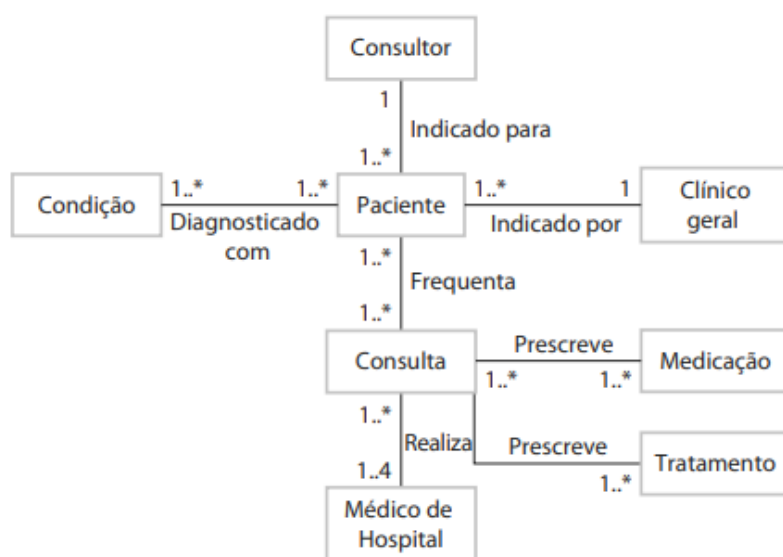 Consultor
1
Indicado para
1..*
Condição
1..*
1..*
Diagnosticado
com
Paciente
1..*
1
Indicado por
Clínico
geral
1..*
Frequenta
1..*
Consulta
Prescreve
1..*
1..*
Medicação
1..*
Realiza
1..4
Prescreve
1..*
Tratamento
Médico de
Hospital